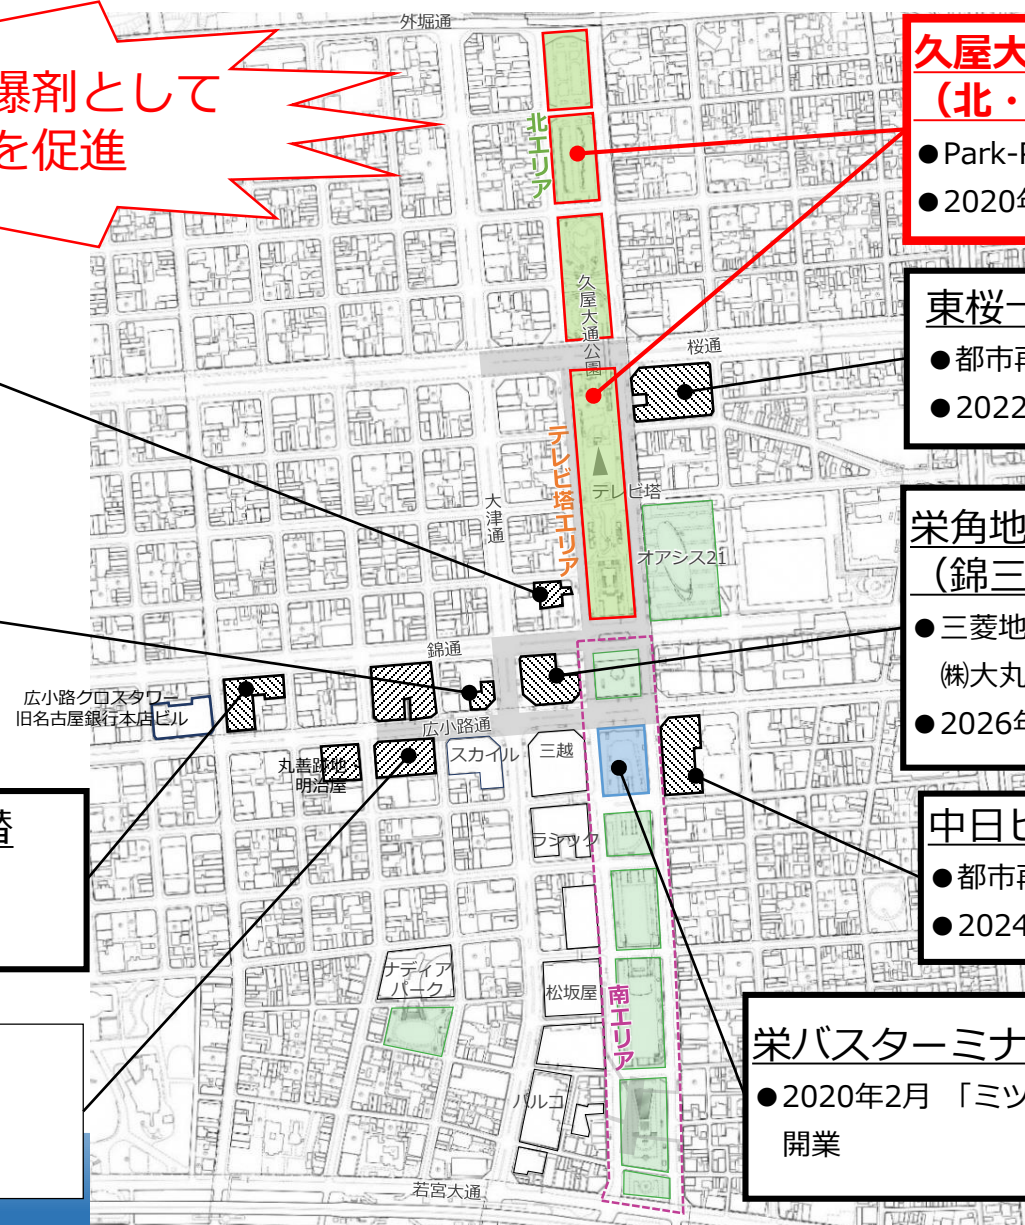 外堀通
爆剤として
を促進
久屋大
（北・
●Park-P
●2020年
北エリア
久屋大通公園
桜通
東桜一
●都市再
●2022
テレビ塔エリア
テレビ塔
大津通
オアシス21
栄角地
（錦三
●三菱地
㈱大丸
●2026年
錦通
広小路クロスタワー
旧名古屋銀行本店ビル
広小路通
丸善跡地・
明治屋
スカイル
三越
替
中日ビ
●都市再
●2024
ラシック
ナディア
パーク
松坂屋
南エリア
栄バスターミナ
●2020年2月 「ミツ
開業
パルコ
若宮大通